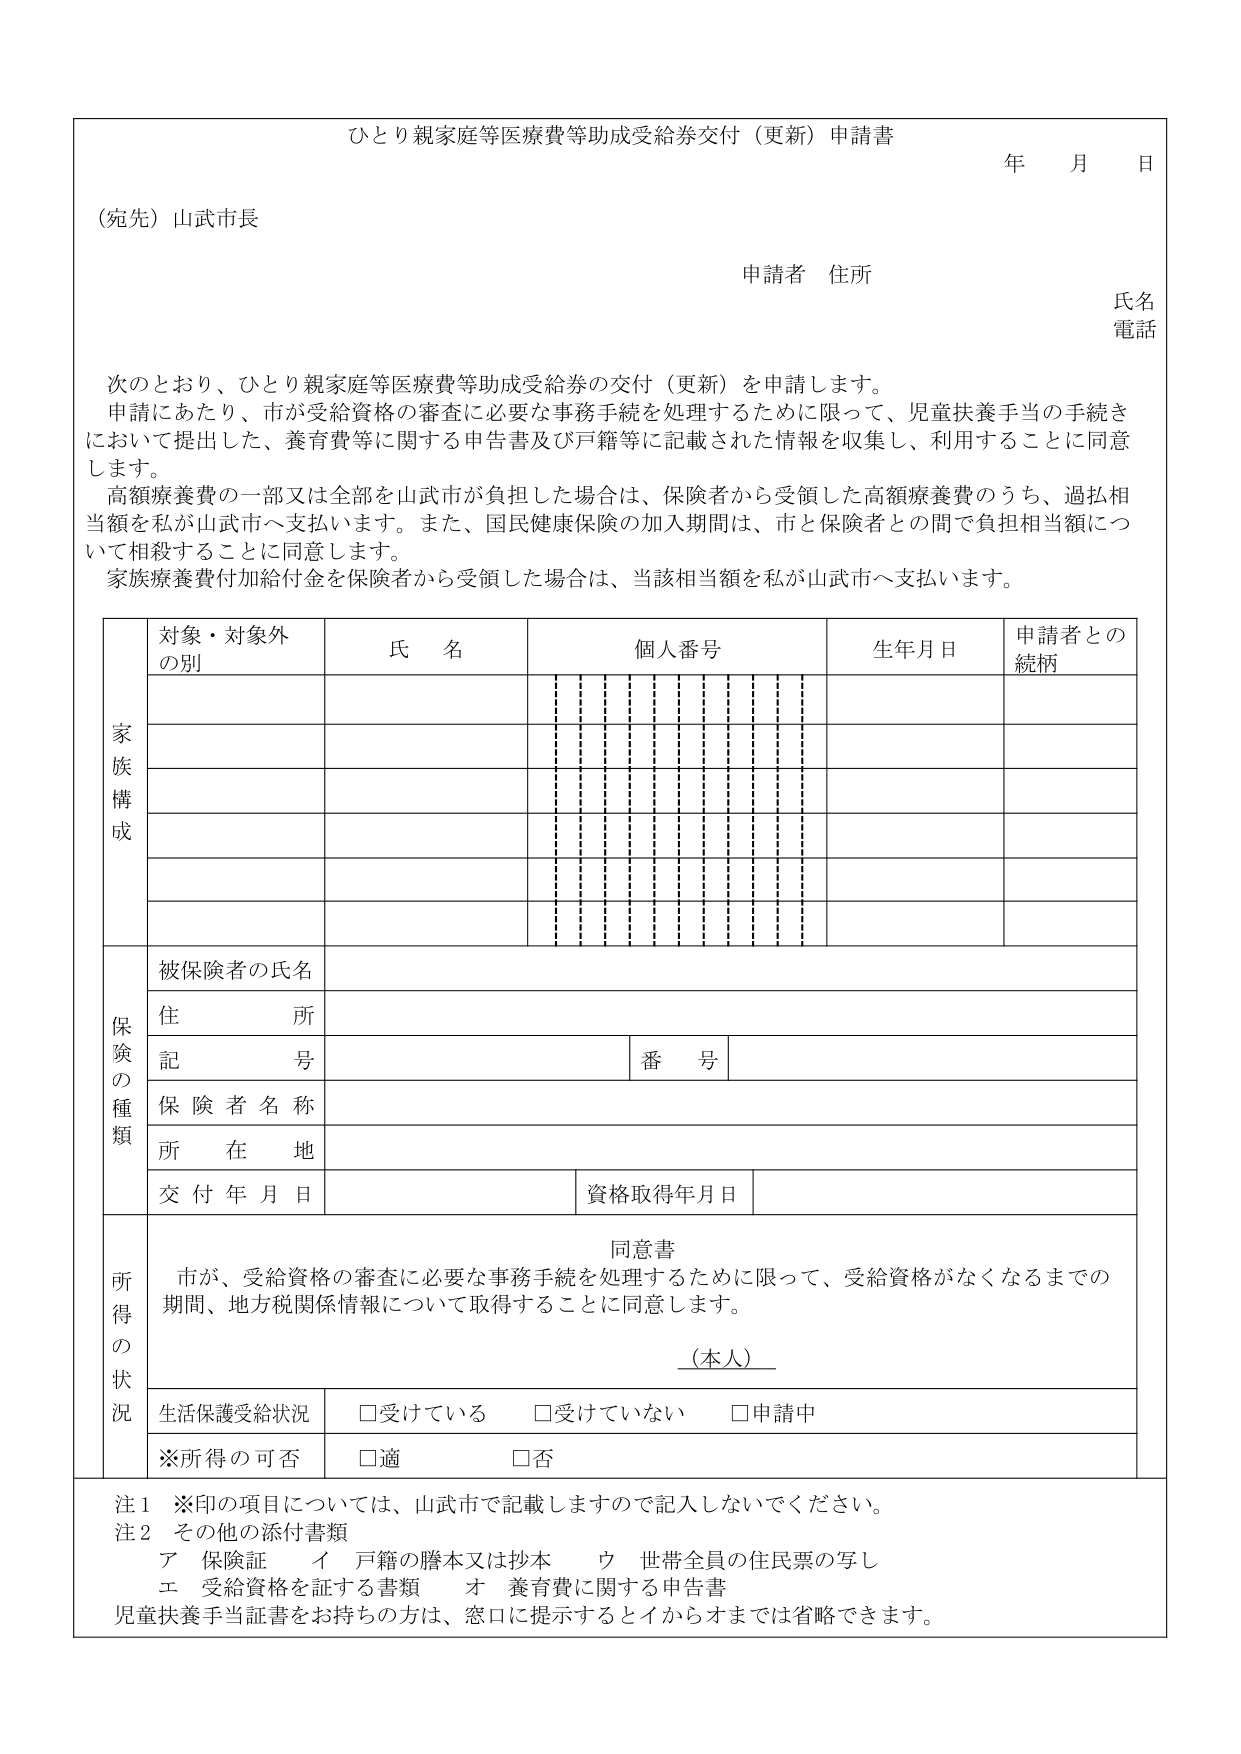 ひとり親家庭等医療費等助成受給券交付（更新）申請書
年　　月　　日
（宛先）山武市長
申請者　住所
氏名
電話
次のとおり、ひとり親家庭等医療費等助成受給券の交付（更新）を申請します。
申請にあたり、市が受給資格の審査に必要な事務手続を処理するために限って、児童扶養手当の手続き
において提出した、養育費等に関する申告書及び戸籍等に記載された情報を収集し、利用することに同意
します。
高額療養費の一部又は全部を山武市が負担した場合は、保険者から受領した高額療養費のうち、過払相
当額を私が山武市へ支払います。また、国民健康保険の加入期間は、市と保険者との間で負担相当額につ
いて相殺することに同意します。
家族療養費付加給付金を保険者から受領した場合は、当該相当額を私が山武市へ支払います。
家族構成
対象・対象外
の別
氏　名
個人番号
生年月日
申請者との
続柄
保険の種類
被保険者の氏名
住　　所
記　　号
番　号
保険者名称
所　在　地
交付年月日
資格取得年月日
所得の状況
同意書
市が、受給資格の審査に必要な事務手続を処理するために限って、受給資格がなくなるまでの
期間、地方税関係情報について取得することに同意します。
（本人）
生活保護受給状況　□受けている　　□受けていない　　□申請中
※所得の可否　□適　　　　　□否
注１　※印の項目については、山武市で記載しますので記入しないでください。
注２　その他の添付書類
ア　保険証　　イ　戸籍の謄本又は抄本　　ウ　世帯全員の住民票の写し
エ　受給資格を証する書類　　オ　養育費に関する申告書
児童扶養手当証書をお持ちの方は、窓口に提示するとイからオまでは省略できます。